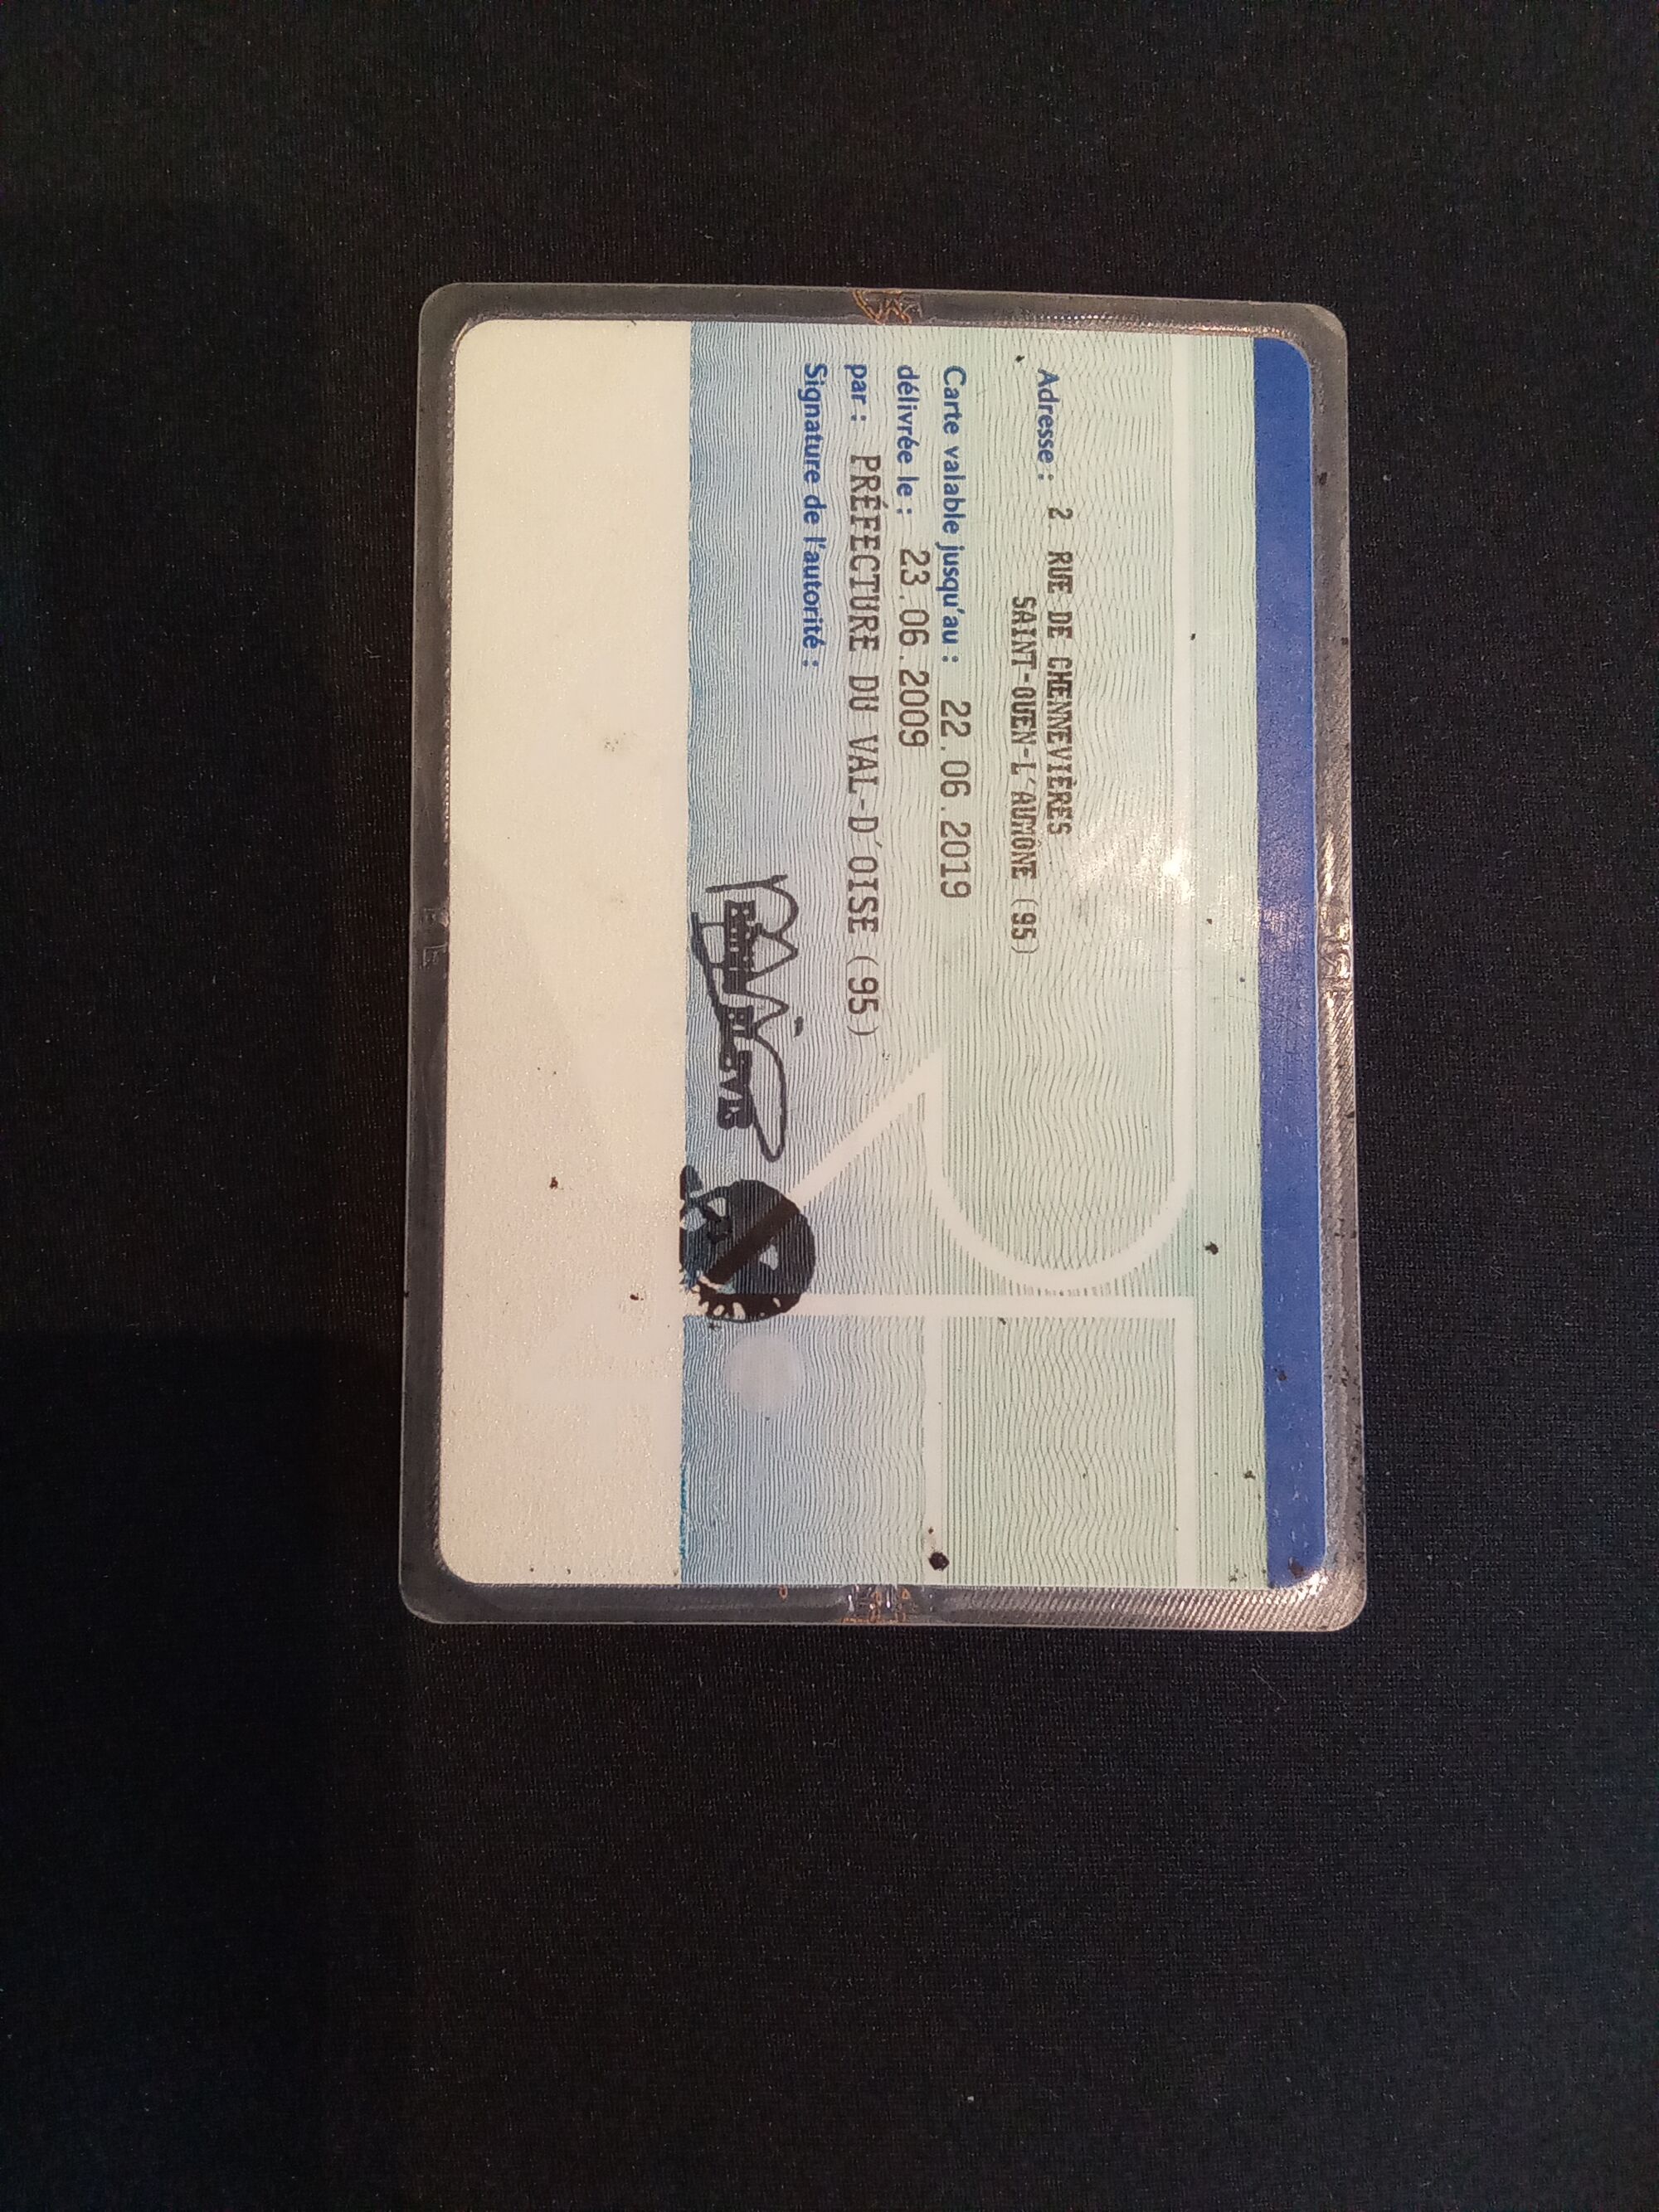 Adresse : 2 RUE DE CHENNEVIÈRES
SAINT-OUEN-L'AUMÔNE (95)
Carte valable jusqu'au : 22.06.2019
délivrée le : 23.06.2009
par : PRÉFECTURE DU VAL-D'OISE (95)
Signature de l'autorité :